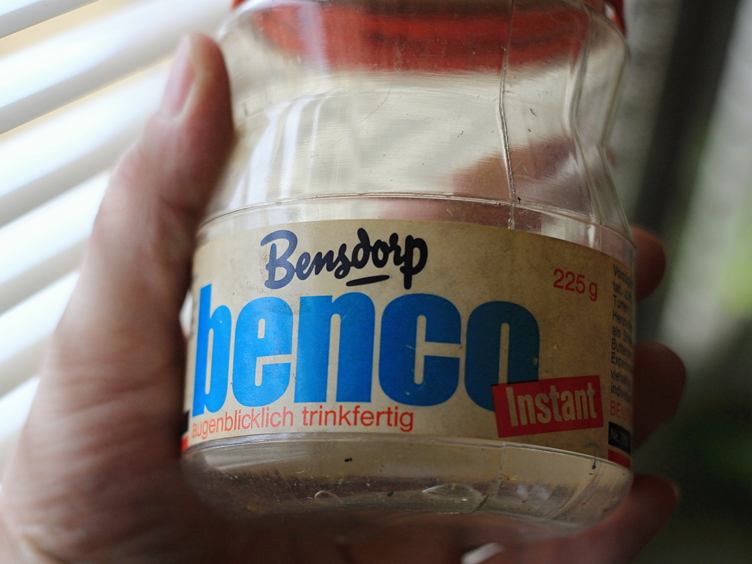 Bensdorp
225 g
benco
Instant
augenblicklich trinkfertig